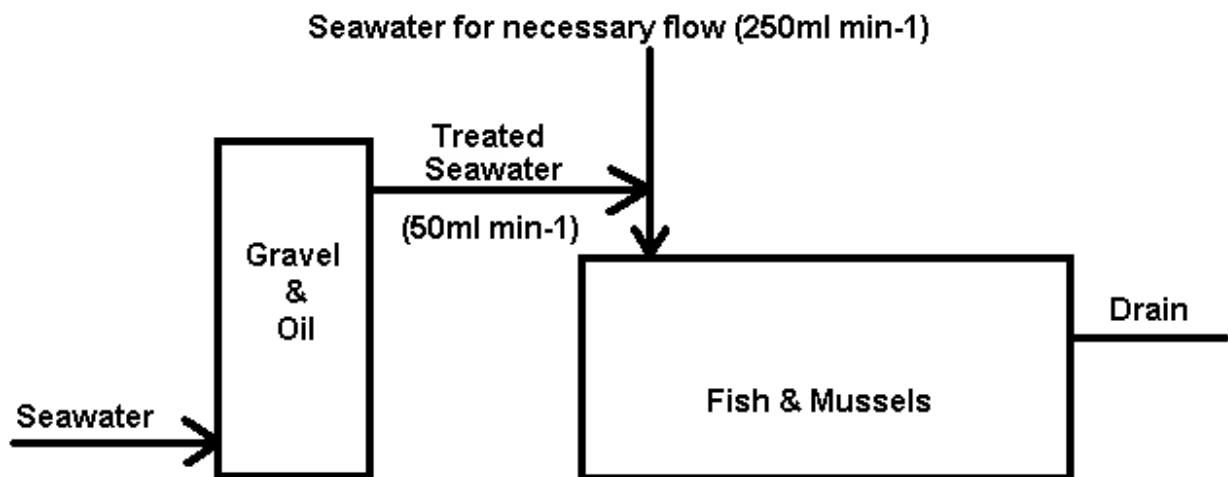 Seawater for necessary flow (250ml min-1)
Treated
Seawater
(50ml min-1)
Gravel
&
Oil
Drain
Fish & Mussels
Seawater